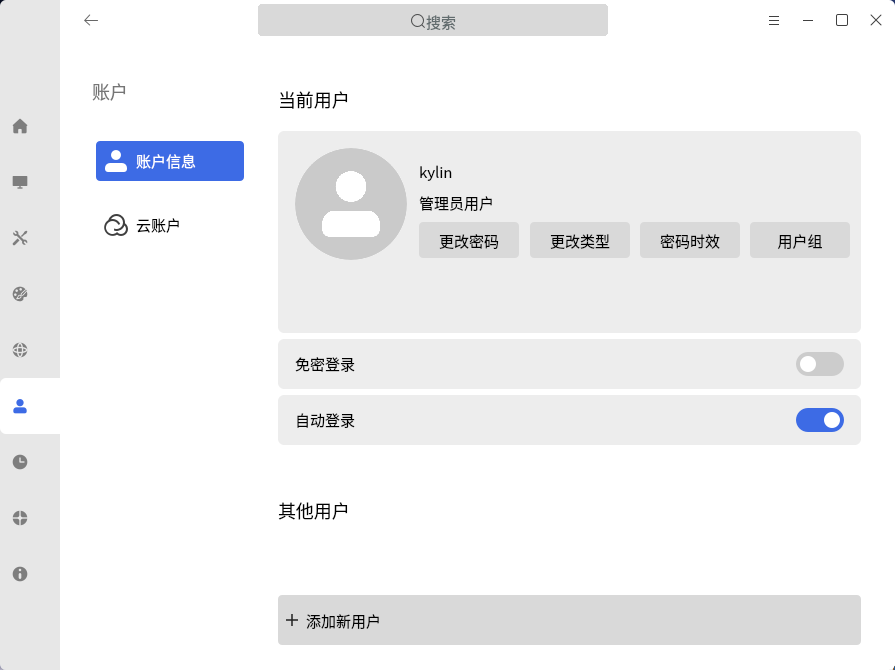 搜索
账户
账户信息
云账户
当前用户
kylin
管理员用户
更改密码
更改类型
密码时效
用户组
免密登录
自动登录
其他用户
添加新用户